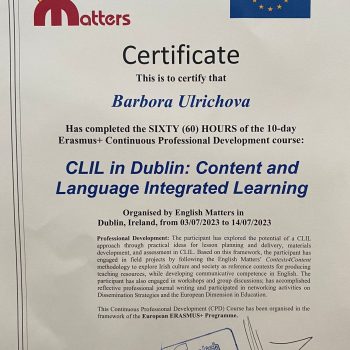 matters
Certificate
This is to certify that
Barbora Ulrichova
Has completed the SIXTY (60) HOURS of the 10-day
Erasmus+ Continuous Professional Development course:
CLIL in Dublin: Content and
Language Integrated Learning
Organised by English Matters in
Dublin, Ireland, from 03/07/2023 to 14/07/2023
Professional Development: The participant has explored the potential of a CLIL
approach through practical ideas for lesson planning and delivery, materials
development, and assessment in CLIL. Based on this framework, the participant has
engaged in field projects by following the English Matters' Contexts4Content
methodology to explore Irish culture and society as reference contexts for producing
teaching resources, while developing communicative competence in English. The
participant has also engaged in workshops and group discussions; has accomplished
reflective professional journal writing and participated in networking activities on
Dissemination Strategies and the European Dimension in Education.
This Continuous Professional Development (CPD) Course has been organised in the
framework of the European ERASMUS+ Programme.